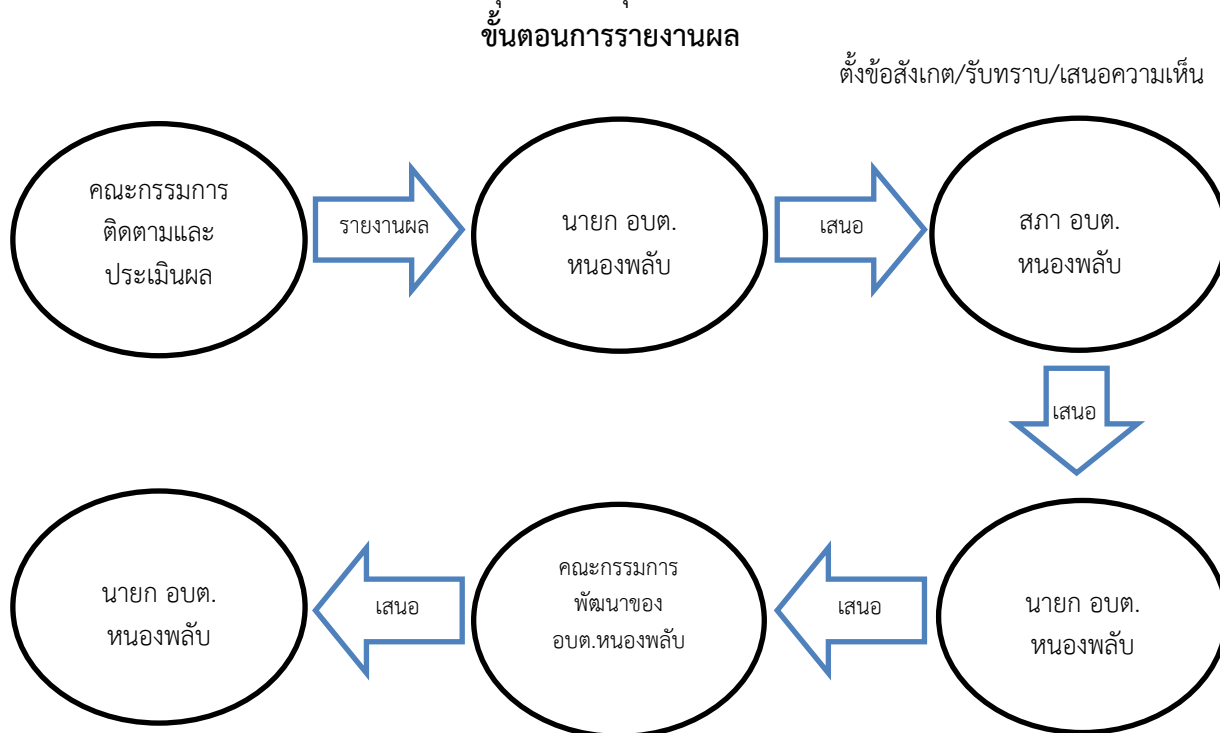 ขั้นตอนการรายงานผล
ตั้งข้อสังเกต/รับทราบ/เสนอความเห็น
คณะกรรมการ
ติดตามและ
ประเมินผล
รายงานผล
นายก อบต.
หนองพลับ
เสนอ
สภา อบต.
หนองพลับ
เสนอ
นายก อบต.
หนองพลับ
เสนอ
คณะกรรมการ
พัฒนาของ
อบต.หนองพลับ
เสนอ
นายก อบต.
หนองพลับ